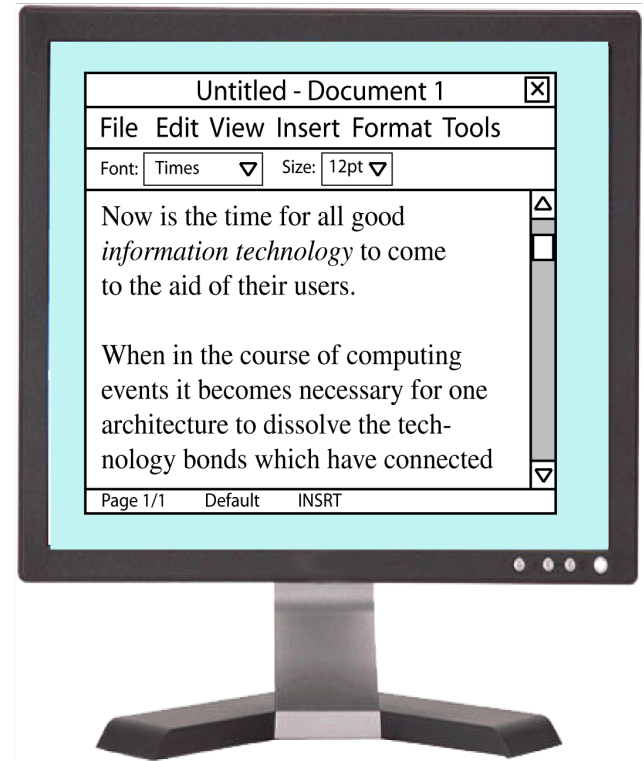 Untitled - Document 1
File Edit View Insert Format Tools
Font: Times Size: 12pt
Now is the time for all good
information technology to come
to the aid of their users.
When in the course of computing
events it becomes necessary for one
architecture to dissolve the tech-
nology bonds which have connected
Page 1/1 Default INSRT